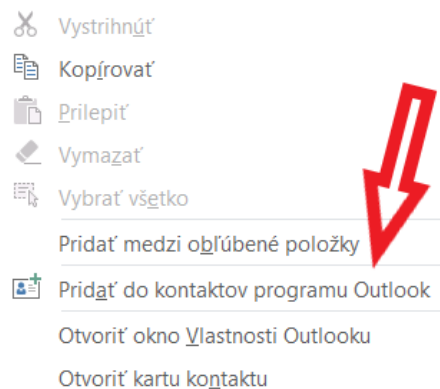 Vystrihnúť
Kopírovať
Prilepiť
Vymazať
Vybrať všetko
Pridať medzi obľúbené položky
Pridať do kontaktov programu Outlook
Otvoriť okno Vlastnosti Outlooku
Otvoriť kartu kontaktu